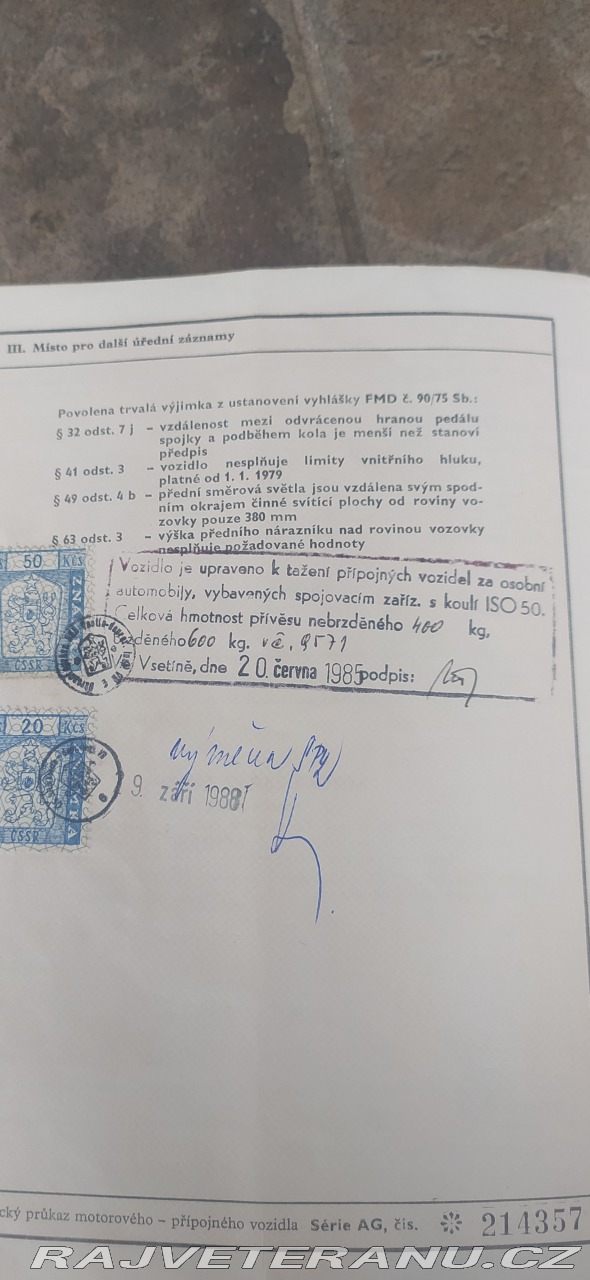 III. Místo pro další úřední záznamy
Povolena trvalá výjimka z ustanovení vyhlášky FMD č. 90/75 Sb.:
§ 32 odst. 7 j – vzdálenost mezi odvrácenou hranou pedálu
spojky a podběhem kola je menší než stanoví
předpis
§ 41 odst. 3 – vozidlo nesplňuje limity vnitřního hluku,
platné od 1. 1. 1979
§ 49 odst. 4 b – přední směrová světla jsou vzdálena svým spod-
ním okrajem činné svítící plochy od roviny vo-
zovky pouze 380 mm
§ 63 odst. 3 – výška předního nárazníku nad rovinou vozovky
nesplňuje požadované hodnoty
50 Kčs
ČSSR
Vozidlo je upraveno k tažení přípojných vozidel za osobní
automobily, vybavených spojovacím zaříz. s koulí ISO 50.
Celková hmotnost přívěsu nebrzděného 400 kg,
žděného 600 kg. vč. 9571
Vsetíně, dne 20. června 1985 podpis:
20 Kčs
ČSSR
výměna
9. září 1988
cký průkaz motorového – přípojného vozidla Série AG, čís. 214357
RAJVETERANU.CZ